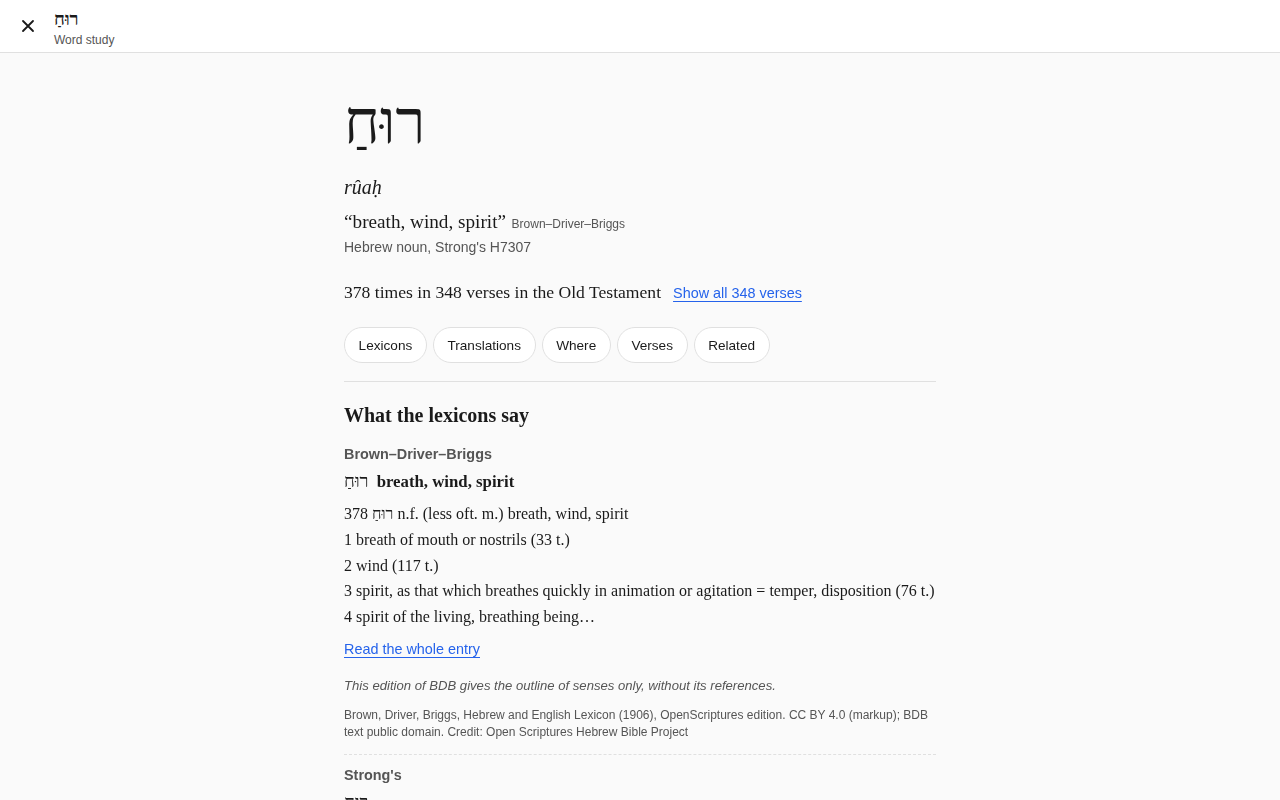 רוּחַ
Word study
רוּחַ
rûaḥ
“breath, wind, spirit” Brown–Driver–Briggs
Hebrew noun, Strong's H7307
378 times in 348 verses in the Old Testament Show all 348 verses
Lexicons Translations Where Verses Related
What the lexicons say
Brown–Driver–Briggs
רוּחַ breath, wind, spirit
378 רוּחַ n.f. (less oft. m.) breath, wind, spirit
1 breath of mouth or nostrils (33 t.)
2 wind (117 t.)
3 spirit, as that which breathes quickly in animation or agitation = temper, disposition (76 t.)
4 spirit of the living, breathing being…
Read the whole entry
This edition of BDB gives the outline of senses only, without its references.
Brown, Driver, Briggs, Hebrew and English Lexicon (1906), OpenScriptures edition. CC BY 4.0 (markup); BDB
text public domain. Credit: Open Scriptures Hebrew Bible Project
Strong's